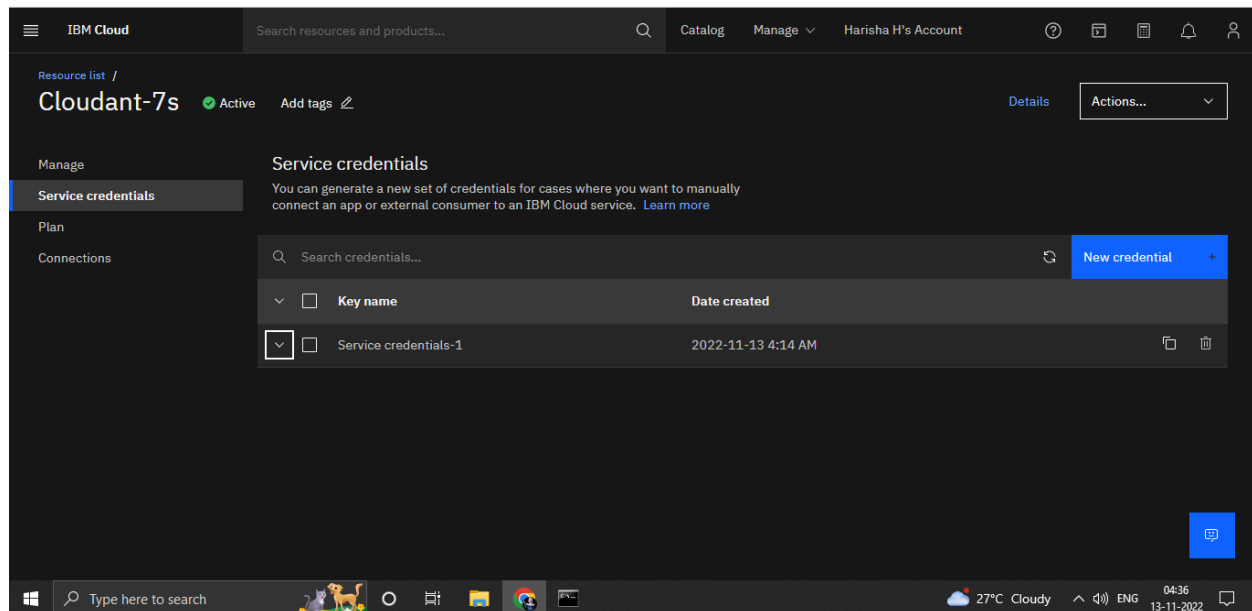 IBM Cloud
Search resources and products...
Catalog
Manage
Harisha H's Account
Resource list /
Cloudant-7s
Active
Add tags
Details
Actions...
Manage
Service credentials
Plan
Connections
Service credentials
You can generate a new set of credentials for cases where you want to manually
connect an app or external consumer to an IBM Cloud service. Learn more
Search credentials...
New credential +
Key name
Date created
Service credentials-1
2022-11-13 4:14 AM
Type here to search
27°C Cloudy
ENG
04:36
13-11-2022